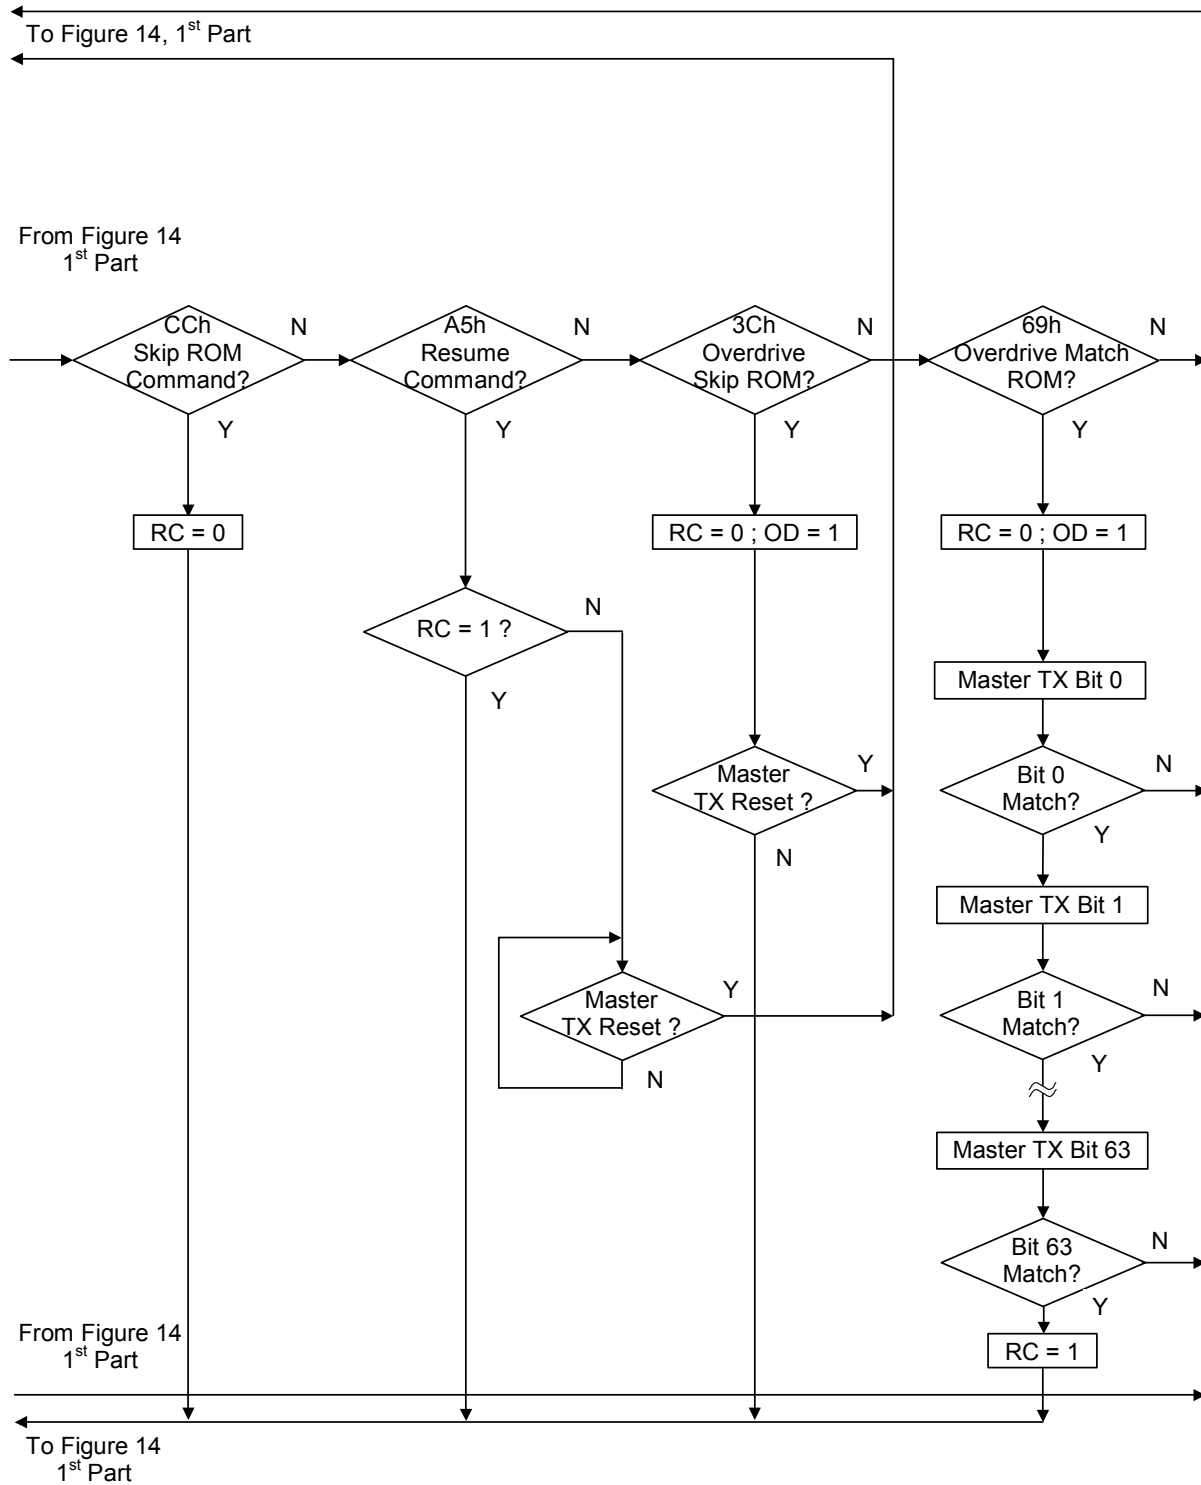 To Figure 14, 1st Part
From Figure 14
1st Part
CCh
Skip ROM
Command?
N
Y
A5h
Resume
Command?
N
Y
3Ch
Overdrive
Skip ROM?
N
Y
69h
Overdrive Match
ROM?
N
Y
RC = 0
RC = 0 ; OD = 1
RC = 0 ; OD = 1
RC = 1 ?
N
Y
Master TX Bit 0
Master
TX Reset ?
Y
N
Bit 0
Match?
N
Y
Master TX Bit 1
Master
TX Reset ?
Y
N
Bit 1
Match?
N
Y
Master TX Bit 63
Bit 63
Match?
N
Y
From Figure 14
1st Part
RC = 1
To Figure 14
1st Part